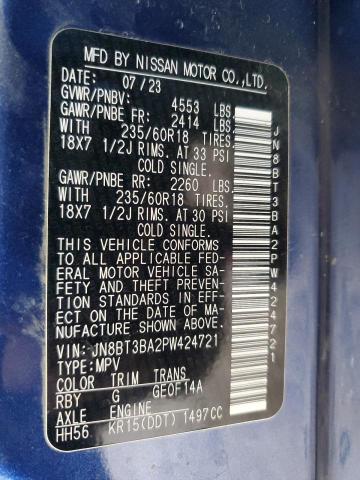 MFD BY NISSAN MOTOR CO.,LTD.
DATE: 07/23
GVWR/PNBV: 4553 LBS.
GAWR/PNBE FR: 2414 LBS.
WITH 235/60R18 TIRES.
18X7 1/2J RIMS. AT 33 PSI
COLD SINGLE.
GAWR/PNBE RR: 2260 LBS.
WITH 235/60R18 TIRES.
18X7 1/2J RIMS. AT 30 PSI
COLD SINGLE.
THIS VEHICLE CONFORMS
TO ALL APPLICABLE FED-
ERAL MOTOR VEHICLE SA-
FETY AND THEFT PREVEN-
TION STANDARDS IN EFF-
ECT ON THE DATE OF MA-
NUFACTURE SHOWN ABOVE.
VIN: JN8BT3BA2PW424721
TYPE:MPV
COLOR TRIM TRANS
RBY G GE0F14A
AXLE ENGINE
HH56 KR15(DDT) 1497CC
JN8BT3BA2PW424721